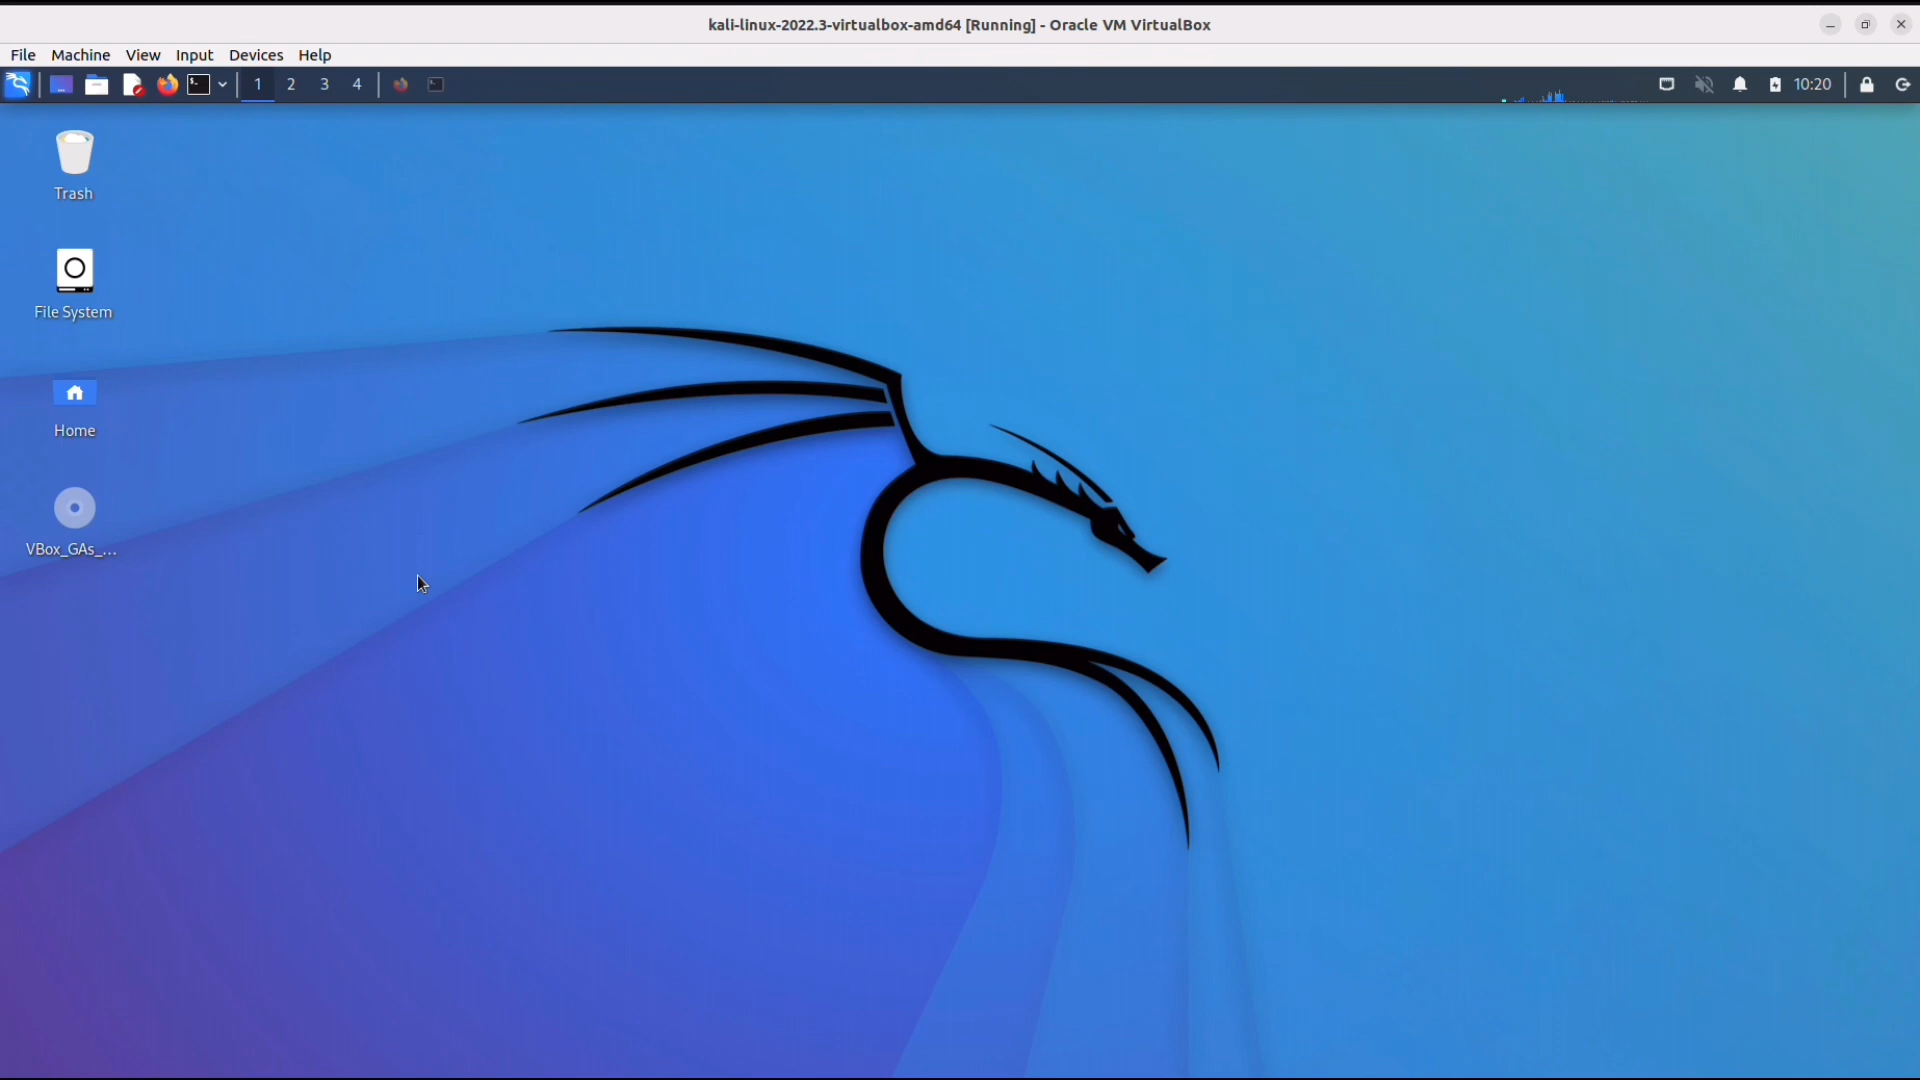 kali-linux-2022.3-virtualbox-amd64 [Running] - Oracle VM VirtualBox
File Machine View Input Devices Help
1 2 3 4 10:20
Trash
File System
Home
VBox_GAs_...